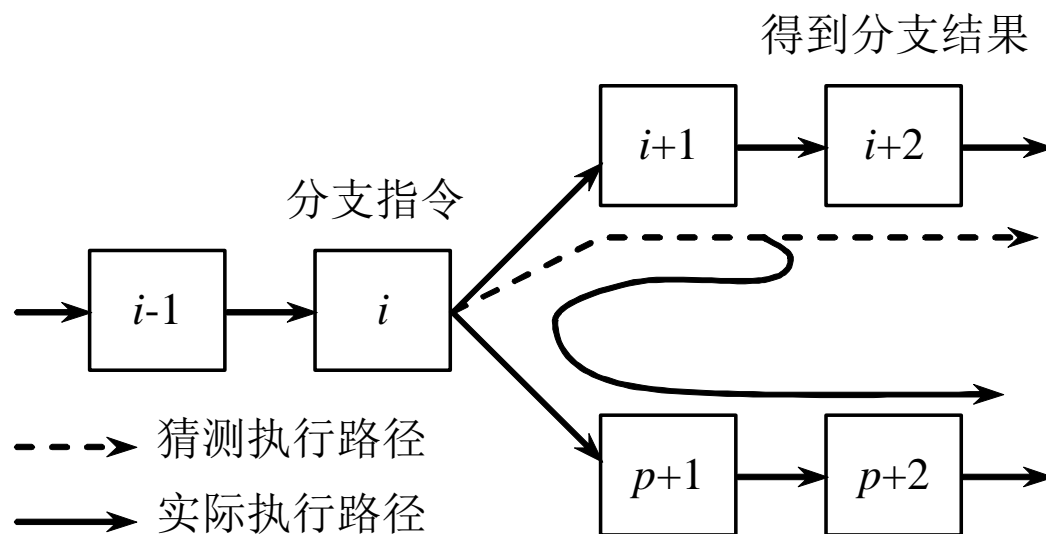 得到分支结果
i+1
i+2
分支指令
i-1
i
猜测执行路径
p+1
p+2
实际执行路径